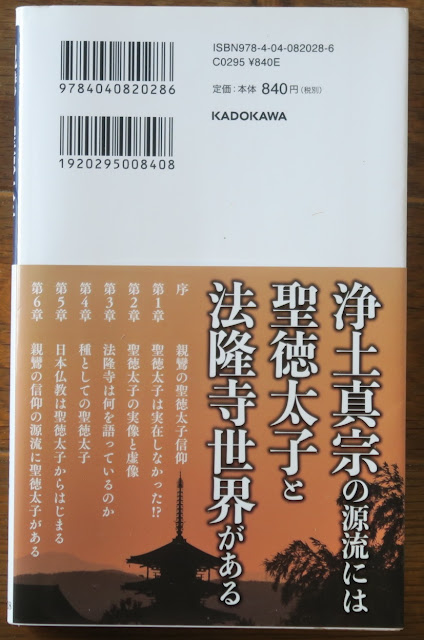 ISBN978-4-04-082028-6
C0295 ¥840E
定価：本体840円（税別）
KADOKAWA
9784040820286
1920295008408
浄土真宗の源流には
聖徳太子と
法隆寺世界がある
序　親鸞の聖徳太子信仰
第1章　聖徳太子は実在しなかった!?
第2章　聖徳太子の実像と虚像
第3章　法隆寺は何を語っているのか
第4章　種としての聖徳太子
第5章　日本仏教は聖徳太子からはじまる
第6章　親鸞の信仰の源流に聖徳太子がある